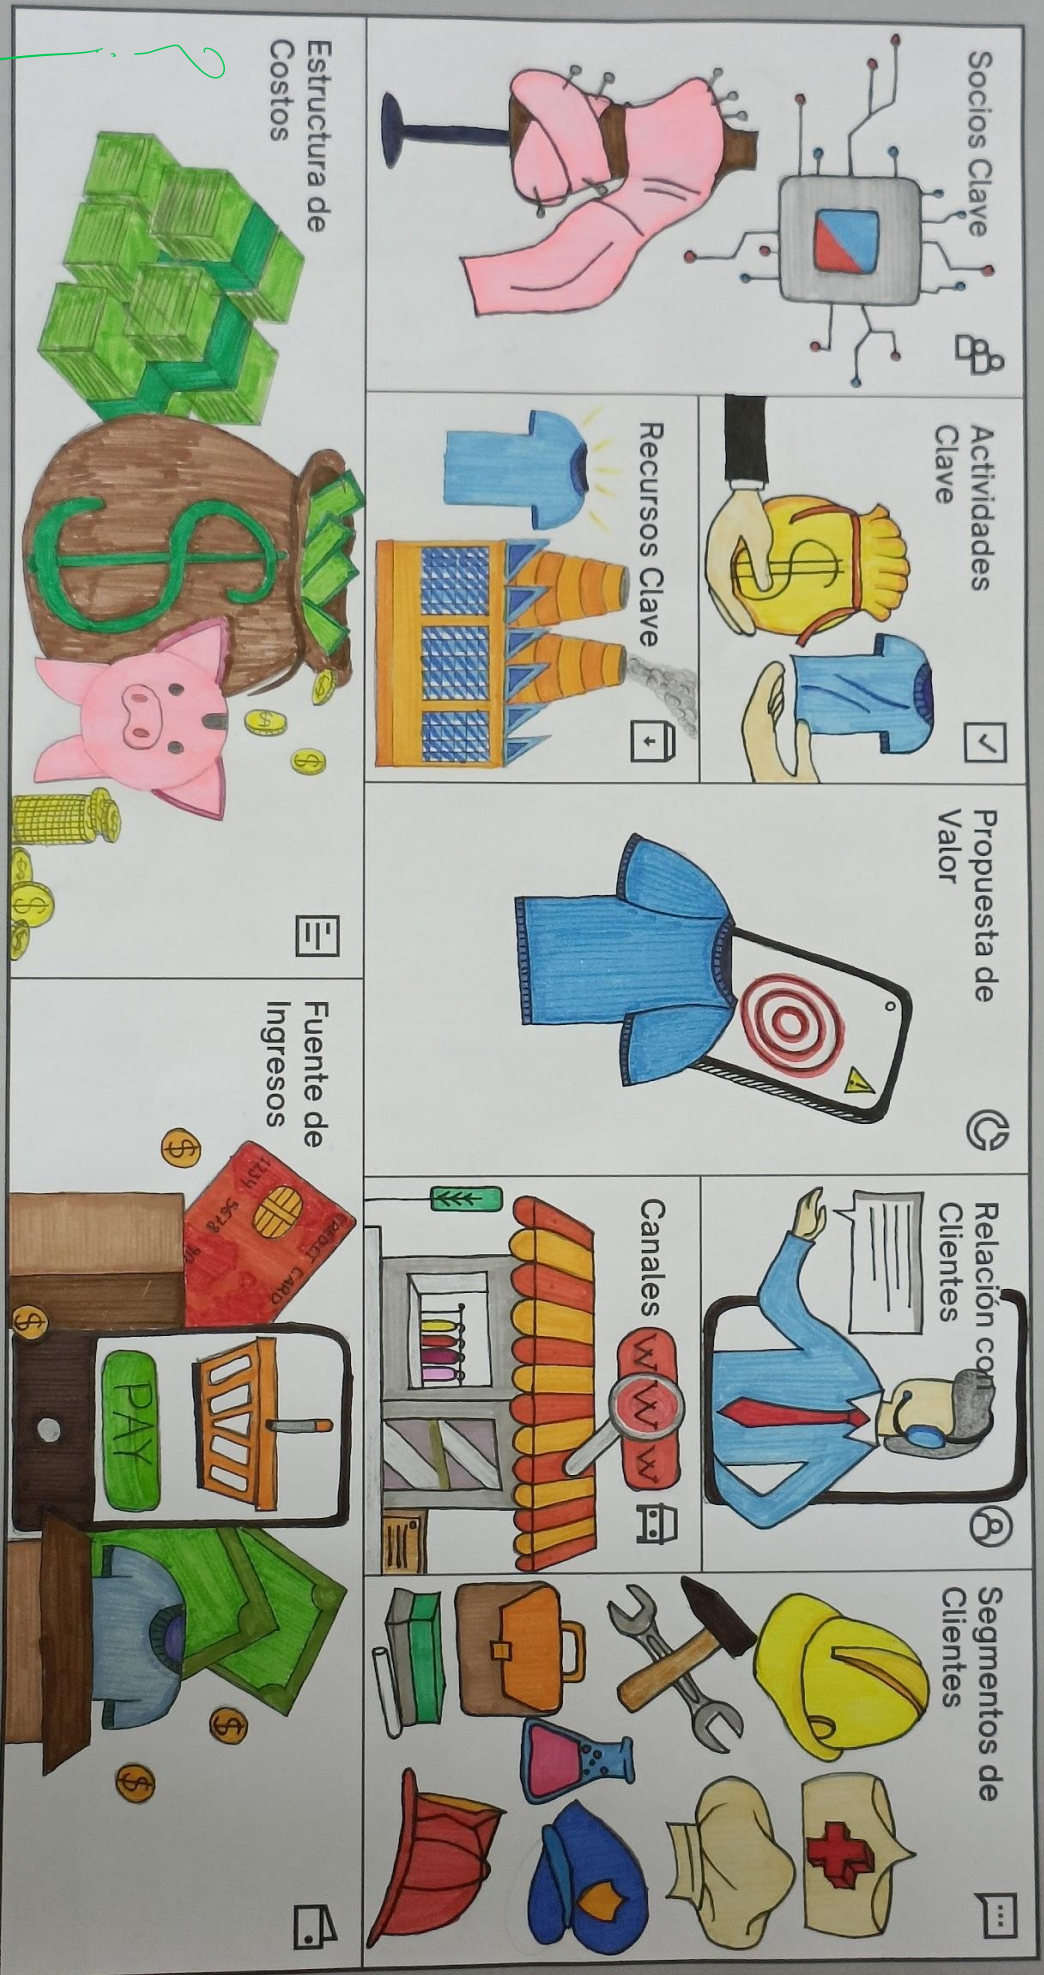 Socios Clave
Actividades
Clave
Recursos Clave
Propuesta de
Valor
Relación con
Clientes
Canales
W W W
Segmentos de
Clientes
Estructura de
Costos
$
$
$
$
Fuente de
Ingresos
CREDIT CARD
1234 5678
PAY
$
$
$
$